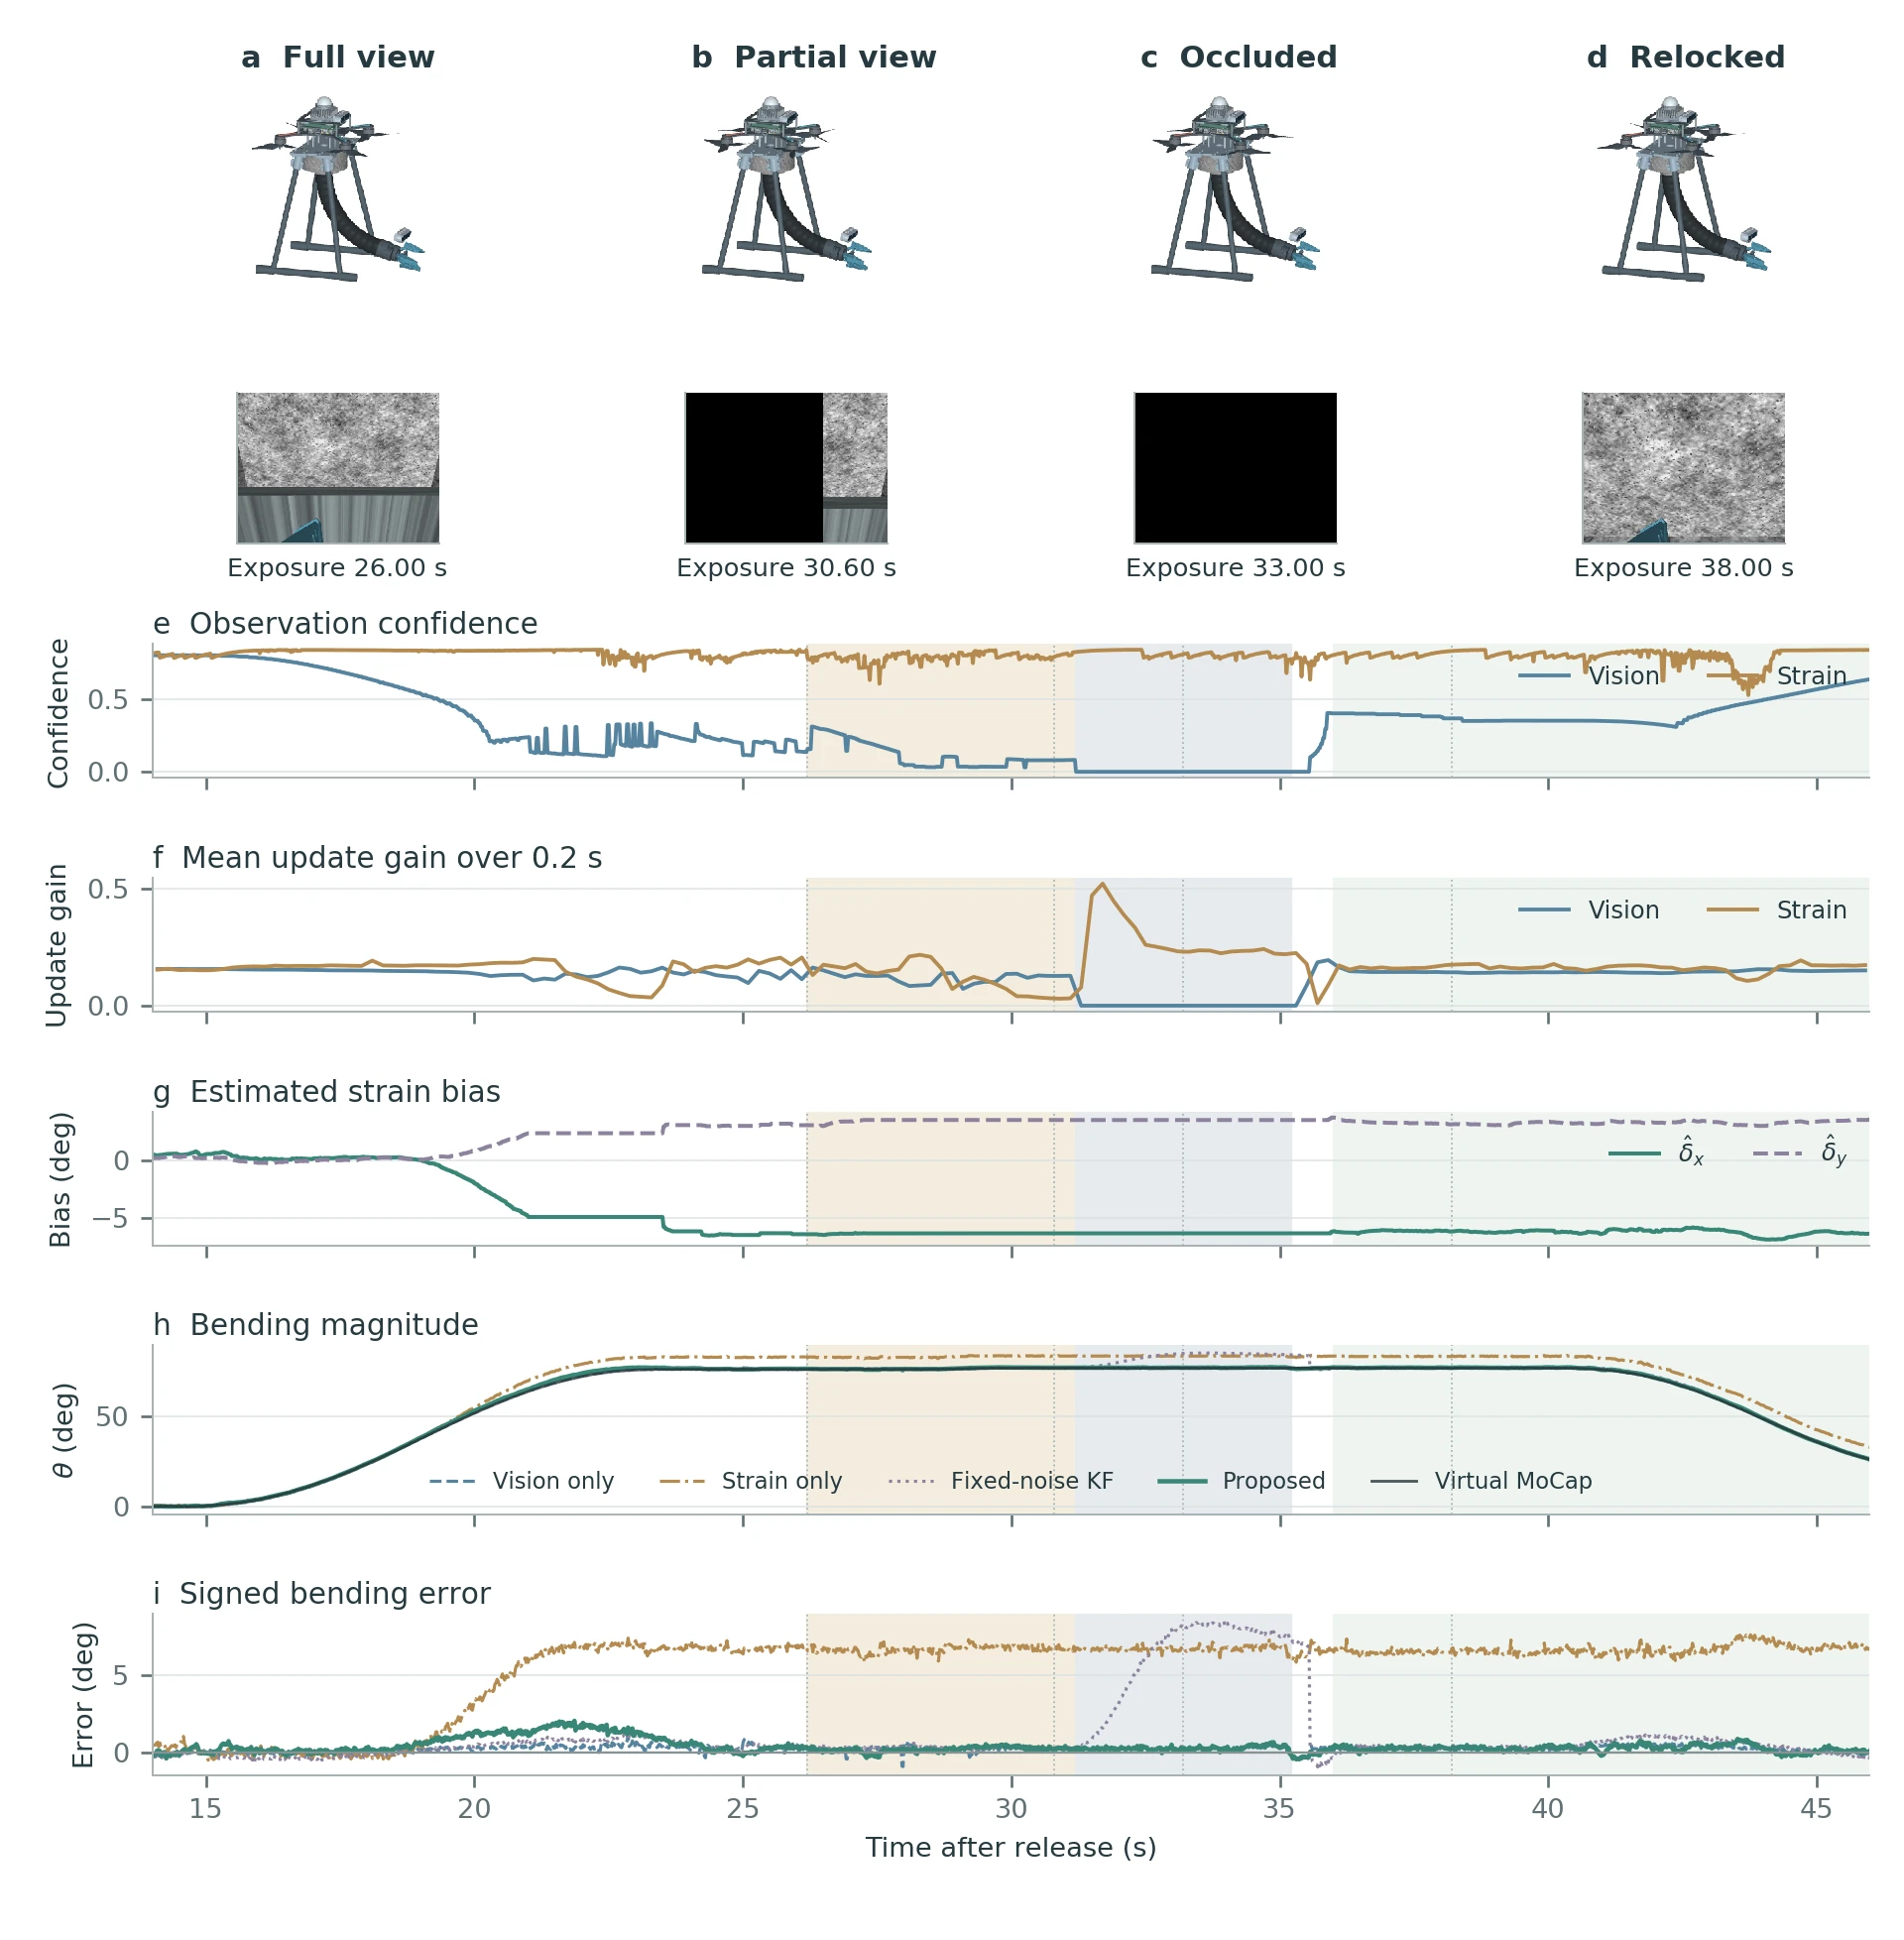 a Full view
b Partial view
c Occluded
d Relocked
Exposure 26.00 s
Exposure 30.60 s
Exposure 33.00 s
Exposure 38.00 s
e Observation confidence
Confidence
0.5
0.0
Vision
Strain
f Mean update gain over 0.2 s
Update gain
0.5
0.0
Vision
Strain
g Estimated strain bias
Bias (deg)
0
−5
δ̂x
δ̂y
h Bending magnitude
θ (deg)
50
0
Vision only
Strain only
Fixed-noise KF
Proposed
Virtual MoCap
i Signed bending error
Error (deg)
5
0
15 20 25 30 35 40 45
Time after release (s)